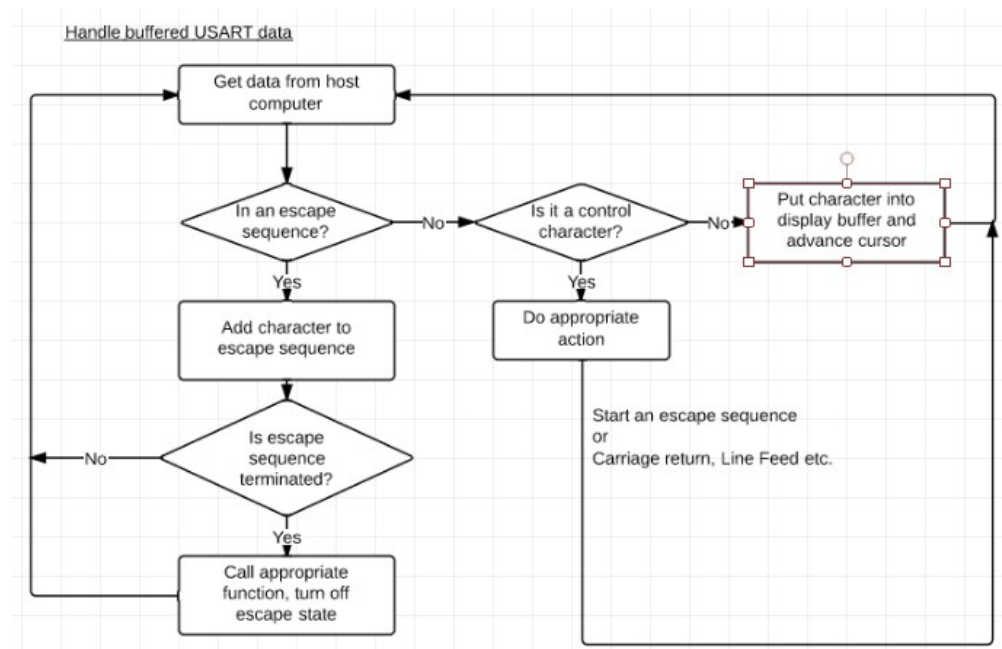 Handle buffered USART data
Get data from host
computer
In an escape
sequence?
No
Is it a control
character?
No
Put character into
display buffer and
advance cursor
Yes
Yes
Add character to
escape sequence
Do appropriate
action
Start an escape sequence
or
Carriage return, Line Feed etc.
Is escape
sequence
terminated?
No
Yes
Call appropriate
function, turn off
escape state